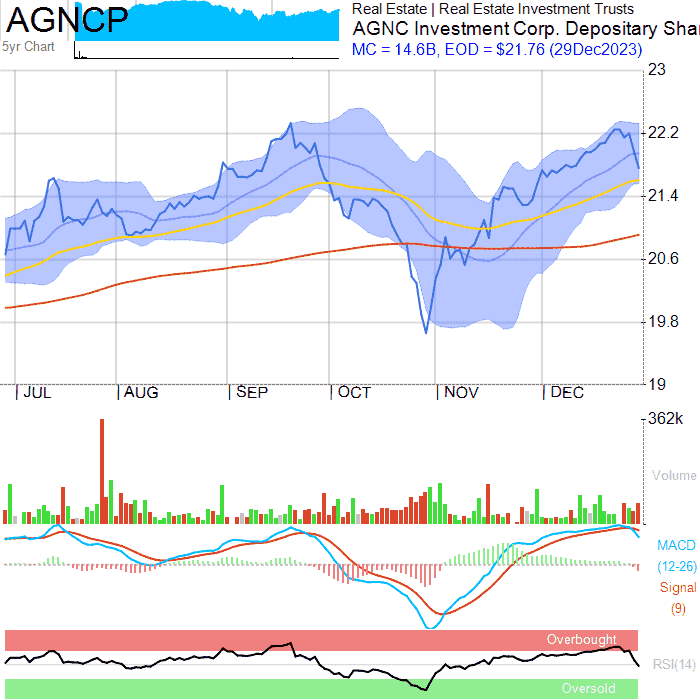 AGNCP
5yr Chart
Real Estate | Real Estate Investment Trusts
AGNC Investment Corp. Depositary Shar
MC = 14.6B, EOD = $21.76 (29Dec2023)
23
22.2
21.4
20.6
19.8
19
JUL
AUG
SEP
OCT
NOV
DEC
362k
Volume
MACD
(12-26)
Signal
(9)
Overbought
RSI(14)
Oversold